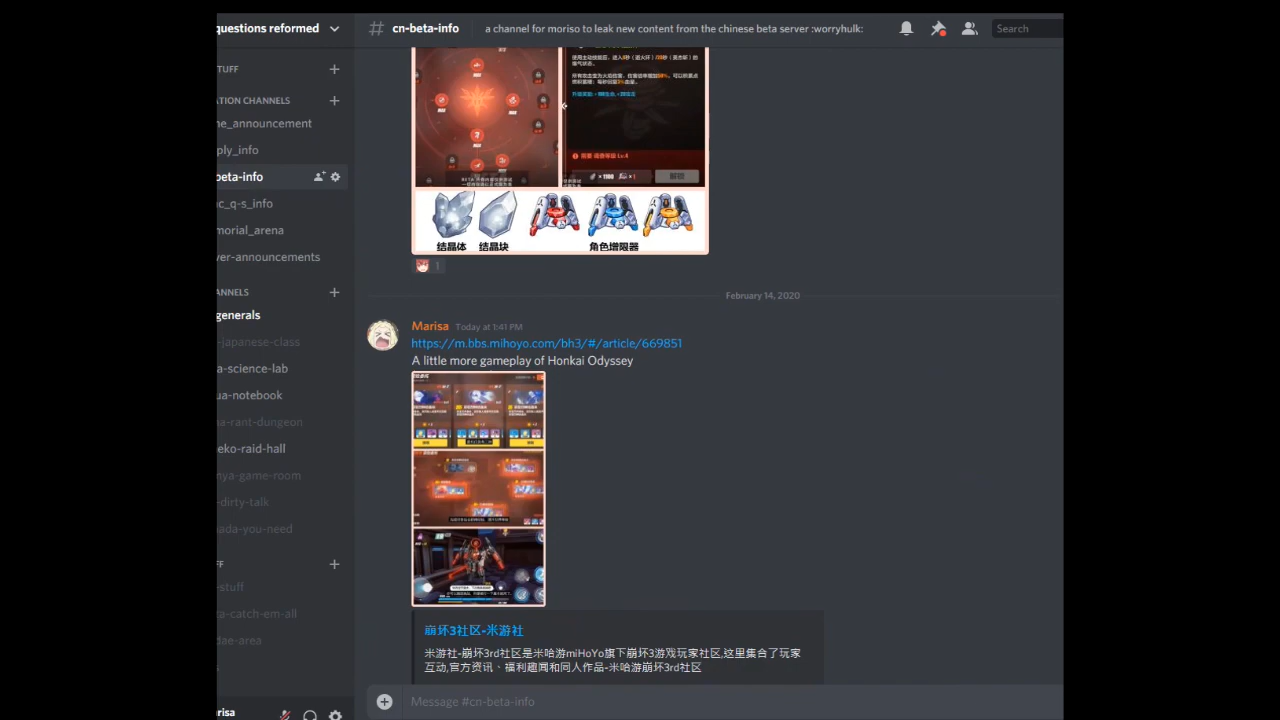 questions reformed
# cn-beta-info
a channel for moriso to leak new content from the chinese beta server :worryhulk:
Search
TUFF
ATION CHANNELS
ne_announcement
ply_info
beta-info
c_q-s_info
morial_arena
ver-announcements
ANNELS
generals
-japanese-class
a-science-lab
ua-notebook
a-rant-dungeon
eko-raid-hall
nya-game-room
-dirty-talk
ada-you-need
FF
-stuff
a-catch-em-all
dae-area
risa
×1900
×1
解锁
结晶体
结晶块
角色增限器
1
February 14, 2020
Marisa Today at 1:41 PM
https://m.bbs.mihoyo.com/bh3/#/article/669851
A little more gameplay of Honkai Odyssey
崩坏3社区-米游社
米游社-崩坏3rd社区是米哈游miHoYo旗下崩坏3游戏玩家社区,这里集合了玩家
互动,官方资讯、福利趣闻和同人作品-米哈游崩坏3rd社区
Message #cn-beta-info